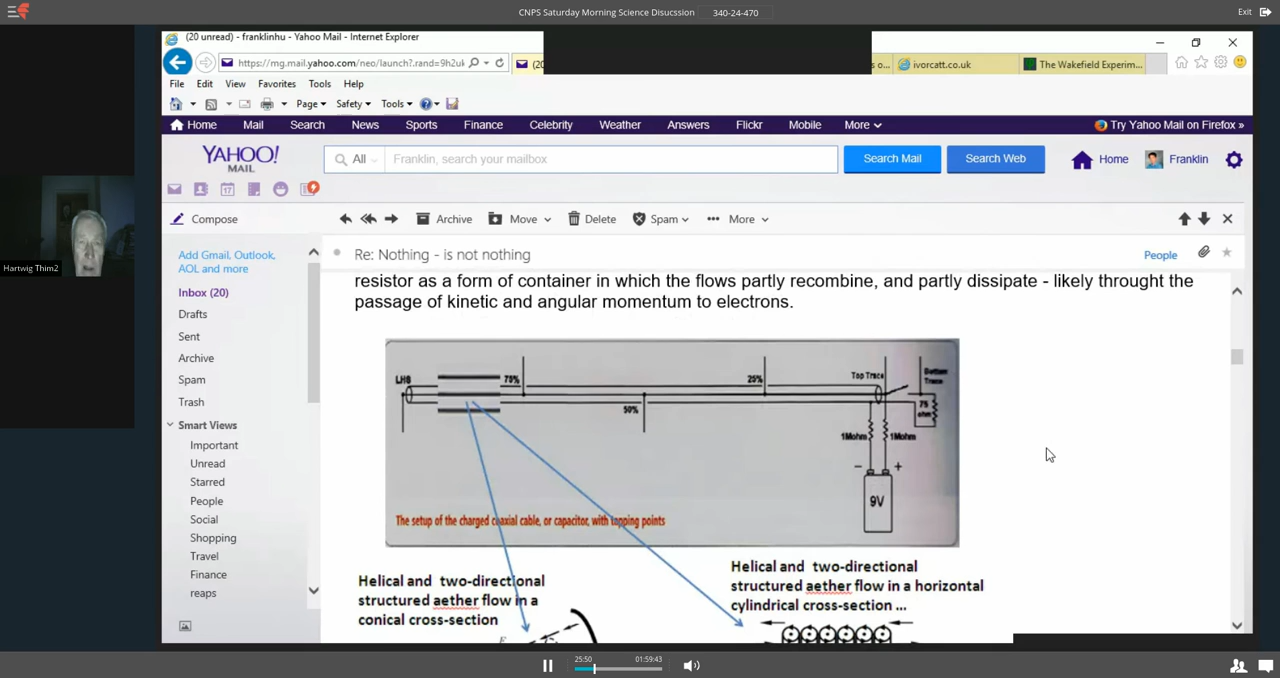 CNPS Saturday Morning Science Disucssion 340-24-470 Exit
(20 unread) - franklinhu - Yahoo Mail - Internet Explorer
https://mg.mail.yahoo.com/neo/launch?.rand=9h2uk
(20
s o...
ivorcatt.co.uk
The Wakefield Experim...
File Edit View Favorites Tools Help
Page Safety Tools
Home Mail Search News Sports Finance Celebrity Weather Answers Flickr Mobile More Try Yahoo Mail on Firefox »
YAHOO! MAIL
All Franklin, search your mailbox Search Mail Search Web Home Franklin
17
Compose Archive Move Delete Spam More
Hartwig Thim2
Add Gmail, Outlook,
AOL and more
Inbox (20)
Drafts
Sent
Archive
Spam
Trash
Smart Views
Important
Unread
Starred
People
Social
Shopping
Travel
Finance
reaps
Re: Nothing - is not nothing People
resistor as a form of container in which the flows partly recombine, and partly dissipate - likely throught the
passage of kinetic and angular momentum to electrons.
LHS 75% 50% 25% Top Trace Bottom Trace
75 ohm
1Mohm 1Mohm
- +
9V
The setup of the charged coaxial cable, or capacitor, with tapping points
Helical and two-directional
structured aether flow in a
conical cross-section
Helical and two-directional
structured aether flow in a horizontal
cylindrical cross-section ...
25:50 01:59:43